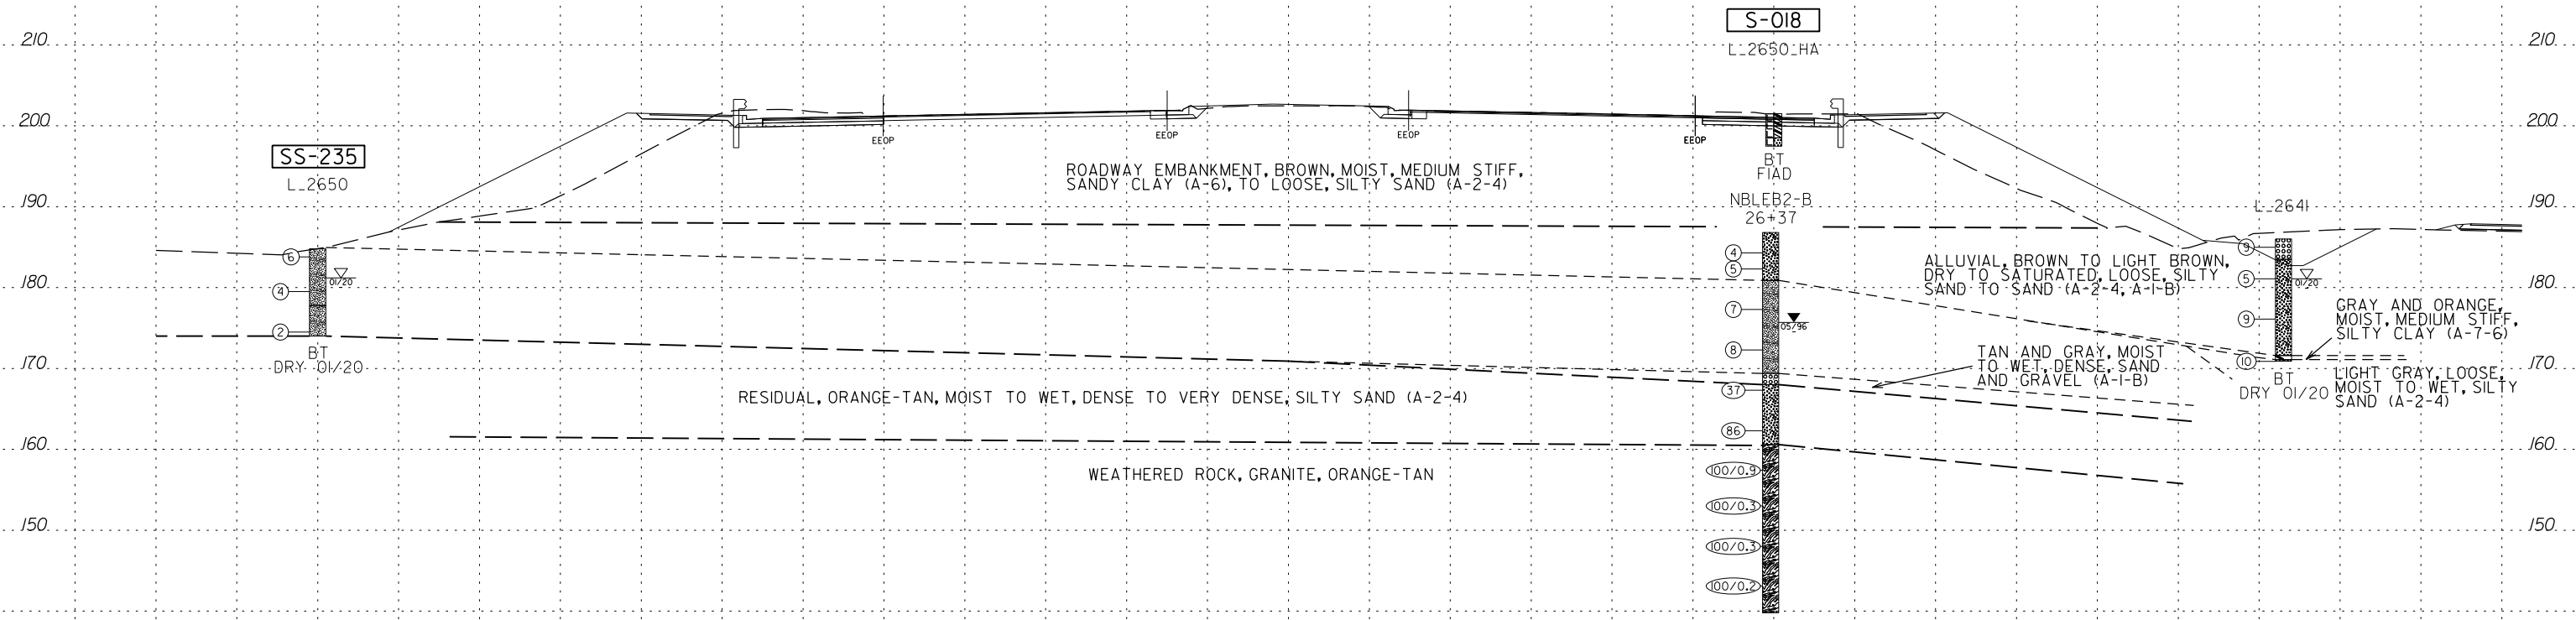 210
210
S-018
L_2650_HA
200
200
EEOP
EEOP
EEOP
EEOP
SS-235
L_2650
BT
FIAD
ROADWAY EMBANKMENT, BROWN, MOIST, MEDIUM STIFF,
SANDY CLAY (A-6), TO LOOSE, SILTY SAND (A-2-4)
190
190
NBLEB2-B
26+37
L_2641
6
4
5
9
ALLUVIAL, BROWN TO LIGHT BROWN,
DRY TO SATURATED, LOOSE, SILTY
SAND TO SAND (A-2-4, A-1-B)
180
180
01/20
4
7
5
01/20
05/96
GRAY AND ORANGE,
MOIST, MEDIUM STIFF,
SILTY CLAY (A-7-6)
2
8
9
BT
DRY 01/20
170
170
TAN AND GRAY, MOIST
TO WET, DENSE, SAND
AND GRAVEL (A-1-B)
10
BT
DRY 01/20
LIGHT GRAY, LOOSE,
MOIST TO WET, SILTY
SAND (A-2-4)
37
RESIDUAL, ORANGE-TAN, MOIST TO WET, DENSE TO VERY DENSE, SILTY SAND (A-2-4)
86
160
160
WEATHERED ROCK, GRANITE, ORANGE-TAN
100/0.9
100/0.3
150
150
100/0.3
100/0.2